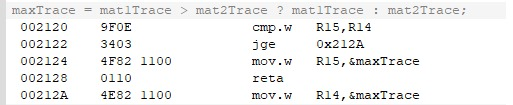 maxTrace = mat1Trace > mat2Trace ? mat1Trace : mat2Trace;
002120 9F0E cmp.w R15,R14
002122 3403 jge 0x212A
002124 4F82 1100 mov.w R15,&maxTrace
002128 0110 reta
00212A 4E82 1100 mov.w R14,&maxTrace